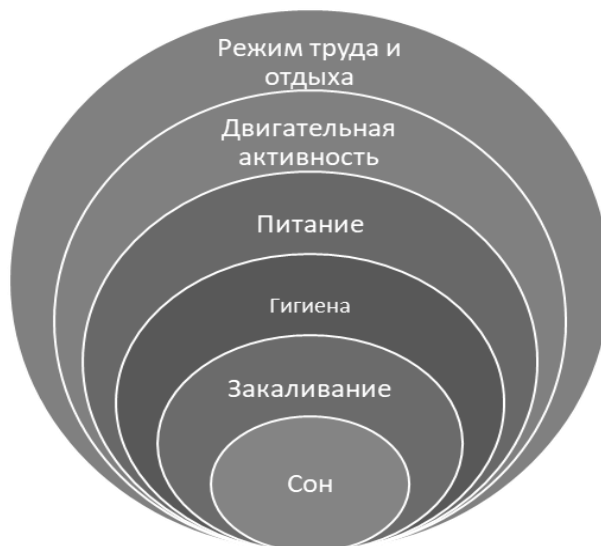 Режим труда и
отдыха
Двигательная
активность
Питание
Гигиена
Закаливание
Сон